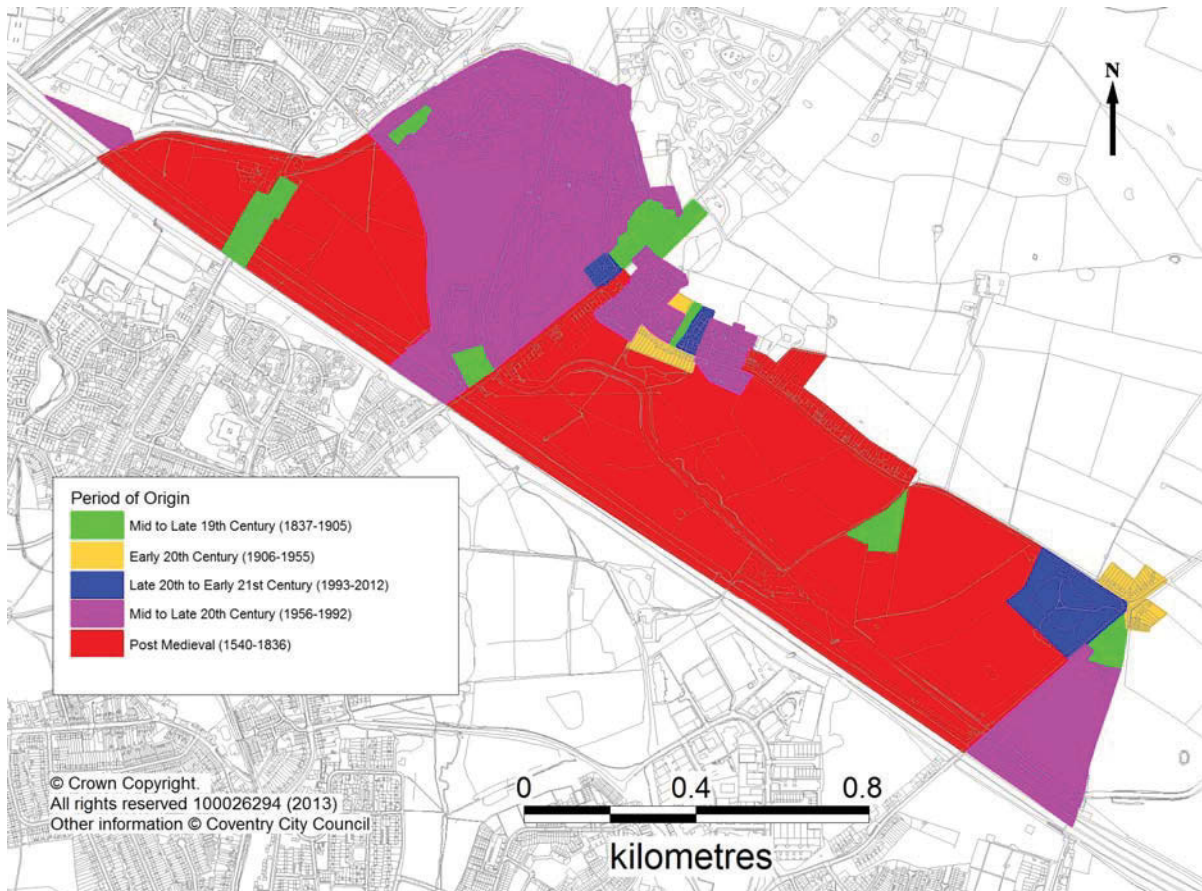 N
Period of Origin
Mid to Late 19th Century (1837-1905)
Early 20th Century (1906-1955)
Late 20th to Early 21st Century (1993-2012)
Mid to Late 20th Century (1956-1992)
Post Medieval (1540-1836)
© Crown Copyright.
All rights reserved 100026294 (2013)
Other information © Coventry City Council
0 0.4 0.8
kilometres